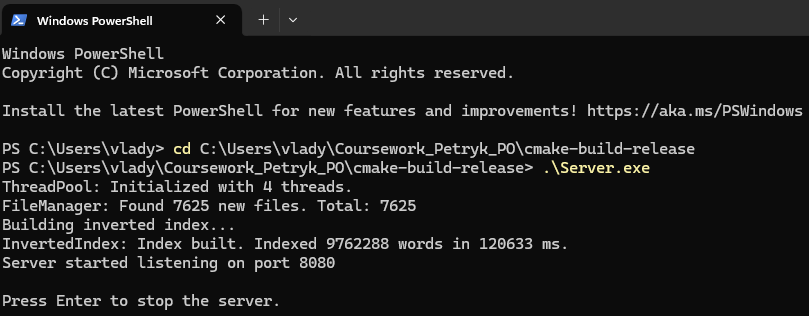 Windows PowerShell
Windows PowerShell
Copyright (C) Microsoft Corporation. All rights reserved.
Install the latest PowerShell for new features and improvements! https://aka.ms/PSWindows
PS C:\Users\vlady> cd C:\Users\vlady\Coursework_Petryk_PO\cmake-build-release
PS C:\Users\vlady\Coursework_Petryk_PO\cmake-build-release> .\Server.exe
ThreadPool: Initialized with 4 threads.
FileManager: Found 7625 new files. Total: 7625
Building inverted index...
InvertedIndex: Index built. Indexed 9762288 words in 120633 ms.
Server started listening on port 8080
Press Enter to stop the server.